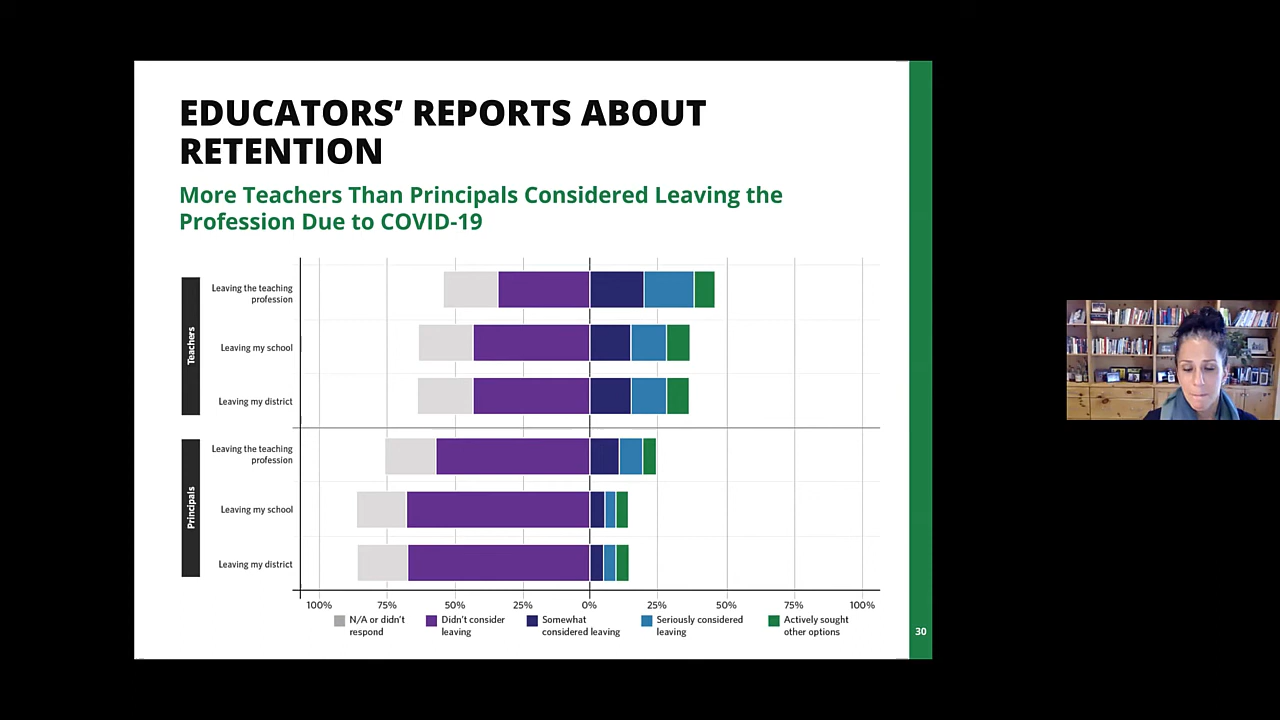 EDUCATORS’ REPORTS ABOUT
RETENTION
More Teachers Than Principals Considered Leaving the
Profession Due to COVID-19
Teachers
Leaving the teaching
profession
Leaving my school
Leaving my district
Principals
Leaving the teaching
profession
Leaving my school
Leaving my district
100% 75% 50% 25% 0% 25% 50% 75% 100%
N/A or didn’t
respond
Didn’t consider
leaving
Somewhat
considered leaving
Seriously considered
leaving
Actively sought
other options
30